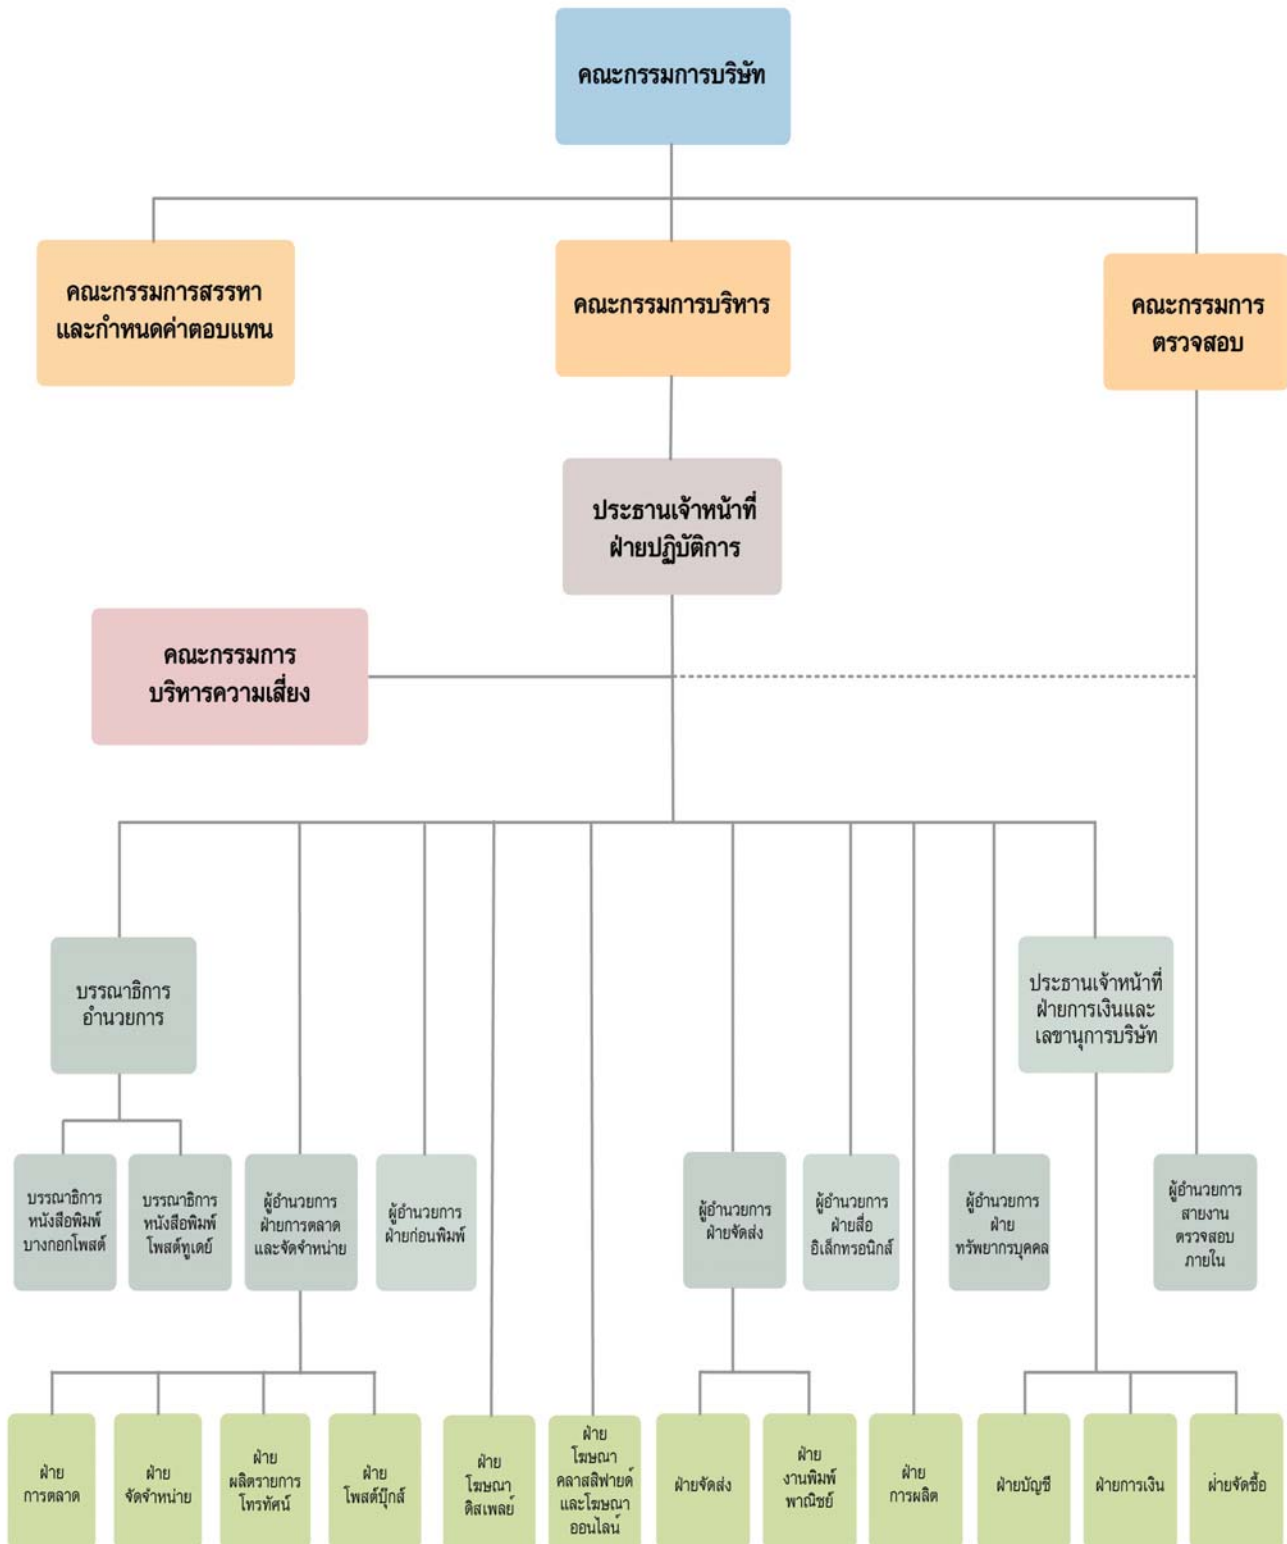 คณะกรรมการบริษัท
คณะกรรมการสรรหา
และกำหนดค่าตอบแทน
คณะกรรมการบริหาร
คณะกรรมการ
ตรวจสอบ
ประธานเจ้าหน้าที่
ฝ่ายปฏิบัติการ
คณะกรรมการ
บริหารความเสี่ยง
บรรณาธิการ
อำนวยการ
ประธานเจ้าหน้าที่
ฝ่ายการเงินและ
เลขานุการบริษัท
บรรณาธิการ
หนังสือพิมพ์
บางกอกโพสต์
บรรณาธิการ
หนังสือพิมพ์
โพสต์ทูเดย์
ผู้อำนวยการ
ฝ่ายการตลาด
และจัดจำหน่าย
ผู้อำนวยการ
ฝ่ายก่อนพิมพ์
ผู้อำนวยการ
ฝ่ายจัดส่ง
ผู้อำนวยการ
ฝ่ายสื่อ
อิเล็กทรอนิกส์
ผู้อำนวยการ
ฝ่าย
ทรัพยากรบุคคล
ผู้อำนวยการ
สายงาน
ตรวจสอบ
ภายใน
ฝ่าย
การตลาด
ฝ่าย
จัดจำหน่าย
ฝ่าย
ผลิตรายการ
โทรทัศน์
ฝ่าย
โพสต์บุ๊กส์
ฝ่าย
โฆษณา
ดิสเพลย์
ฝ่าย
โฆษณา
คลาสสิฟายด์
และโฆษณา
ออนไลน์
ฝ่ายจัดส่ง
ฝ่าย
งานพิมพ์
พาณิชย์
ฝ่าย
การผลิต
ฝ่ายบัญชี
ฝ่ายการเงิน
ฝ่ายจัดซื้อ